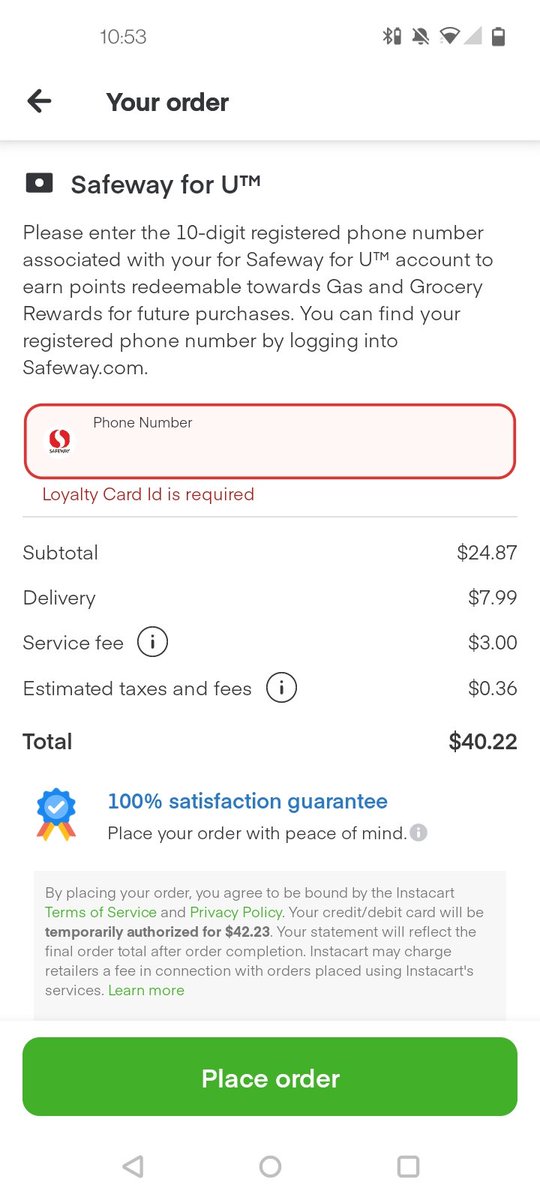 10:53
Your order
Safeway for U™
Please enter the 10-digit registered phone number
associated with your for Safeway for U™ account to
earn points redeemable towards Gas and Grocery
Rewards for future purchases. You can find your
registered phone number by logging into
Safeway.com.
Phone Number
SAFEWAY
Loyalty Card Id is required
Subtotal $24.87
Delivery $7.99
Service fee i $3.00
Estimated taxes and fees i $0.36
Total $40.22
100% satisfaction guarantee
Place your order with peace of mind. i
By placing your order, you agree to be bound by the Instacart
Terms of Service and Privacy Policy. Your credit/debit card will be
temporarily authorized for $42.23. Your statement will reflect the
final order total after order completion. Instacart may charge
retailers a fee in connection with orders placed using Instacart's
services. Learn more
Place order